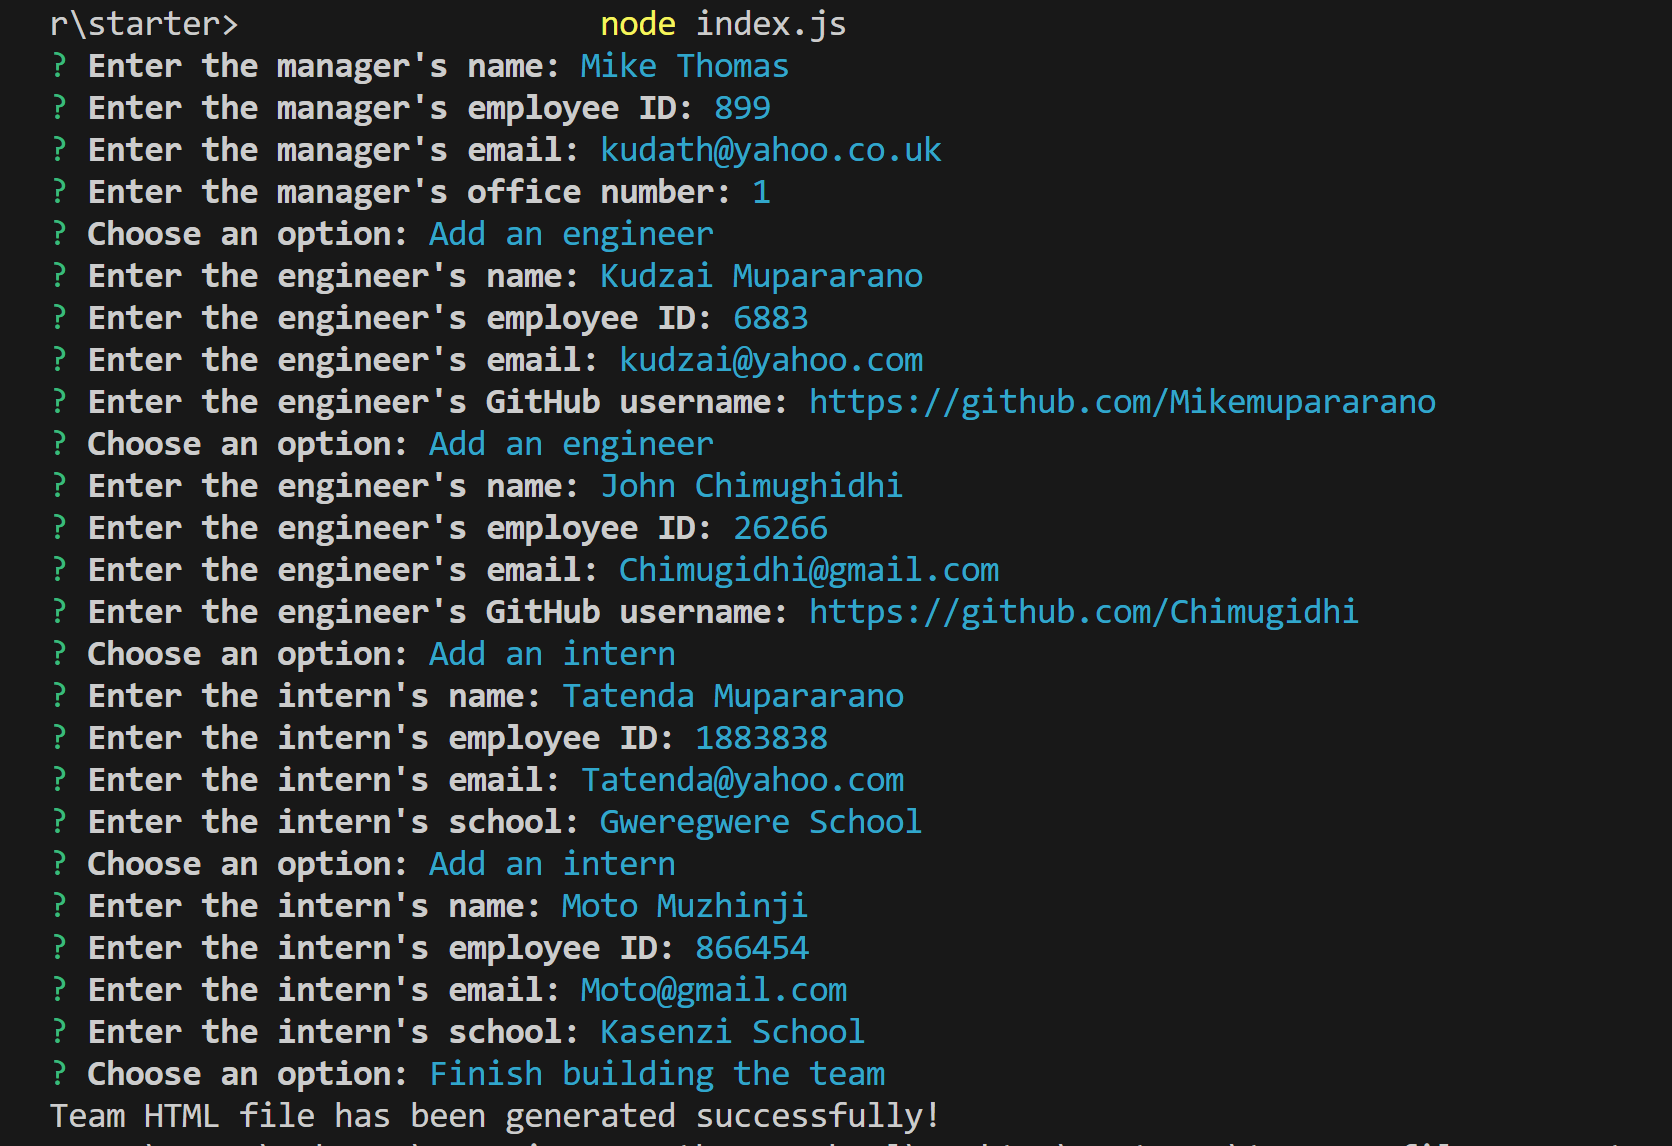 r\starter> node index.js
? Enter the manager's name: Mike Thomas
? Enter the manager's employee ID: 899
? Enter the manager's email: kudath@yahoo.co.uk
? Enter the manager's office number: 1
? Choose an option: Add an engineer
? Enter the engineer's name: Kudzai Mupararano
? Enter the engineer's employee ID: 6883
? Enter the engineer's email: kudzai@yahoo.com
? Enter the engineer's GitHub username: https://github.com/Mikemupararano
? Choose an option: Add an engineer
? Enter the engineer's name: John Chimughidhi
? Enter the engineer's employee ID: 26266
? Enter the engineer's email: Chimugidhi@gmail.com
? Enter the engineer's GitHub username: https://github.com/Chimugidhi
? Choose an option: Add an intern
? Enter the intern's name: Tatenda Mupararano
? Enter the intern's employee ID: 1883838
? Enter the intern's email: Tatenda@yahoo.com
? Enter the intern's school: Gweregwere School
? Choose an option: Add an intern
? Enter the intern's name: Moto Muzhinji
? Enter the intern's employee ID: 866454
? Enter the intern's email: Moto@gmail.com
? Enter the intern's school: Kasenzi School
? Choose an option: Finish building the team
Team HTML file has been generated successfully!